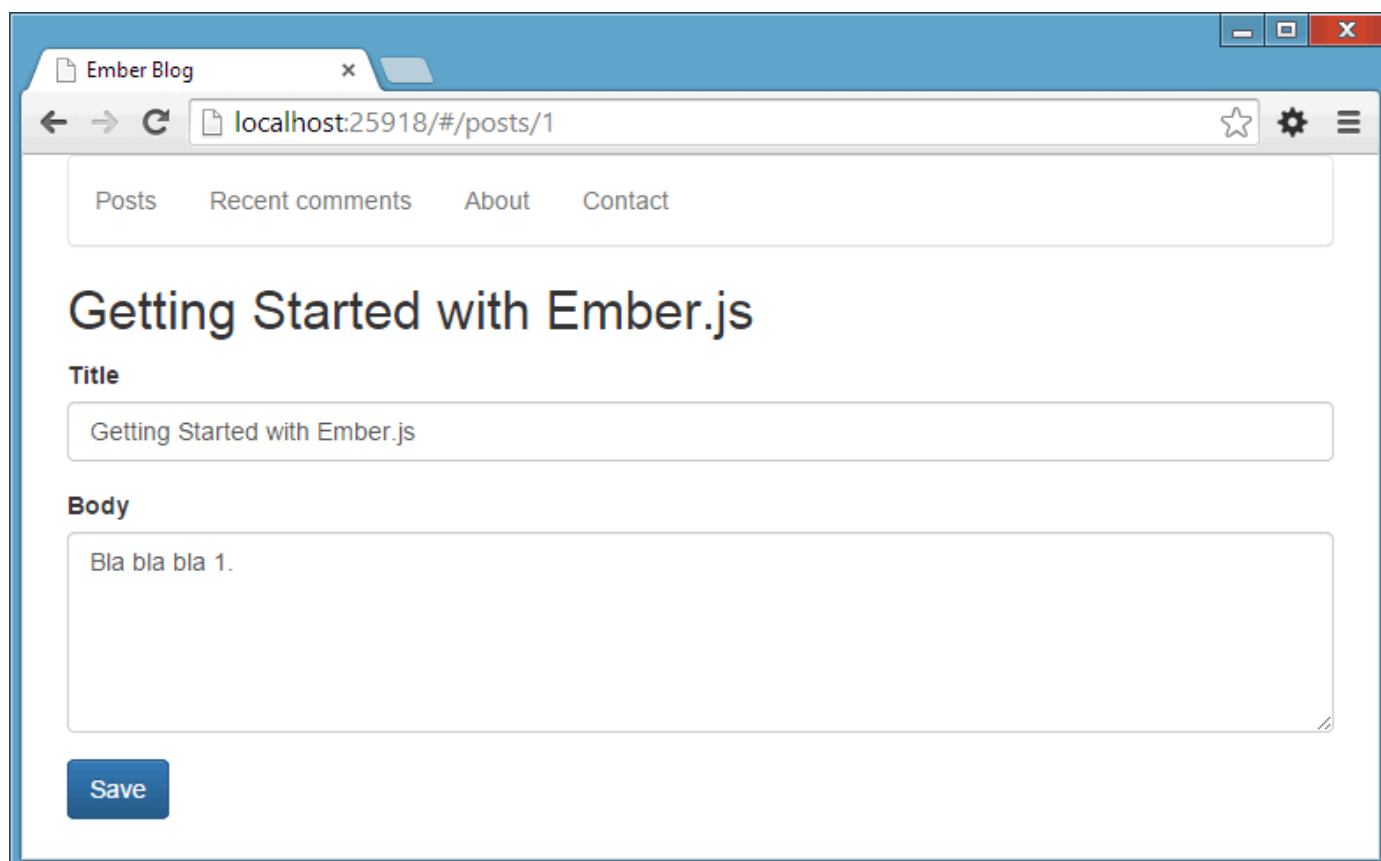 Ember Blog
localhost:25918/#/posts/1
Posts Recent comments About Contact
Getting Started with Ember.js
Title
Getting Started with Ember.js
Body
Bla bla bla 1.
Save